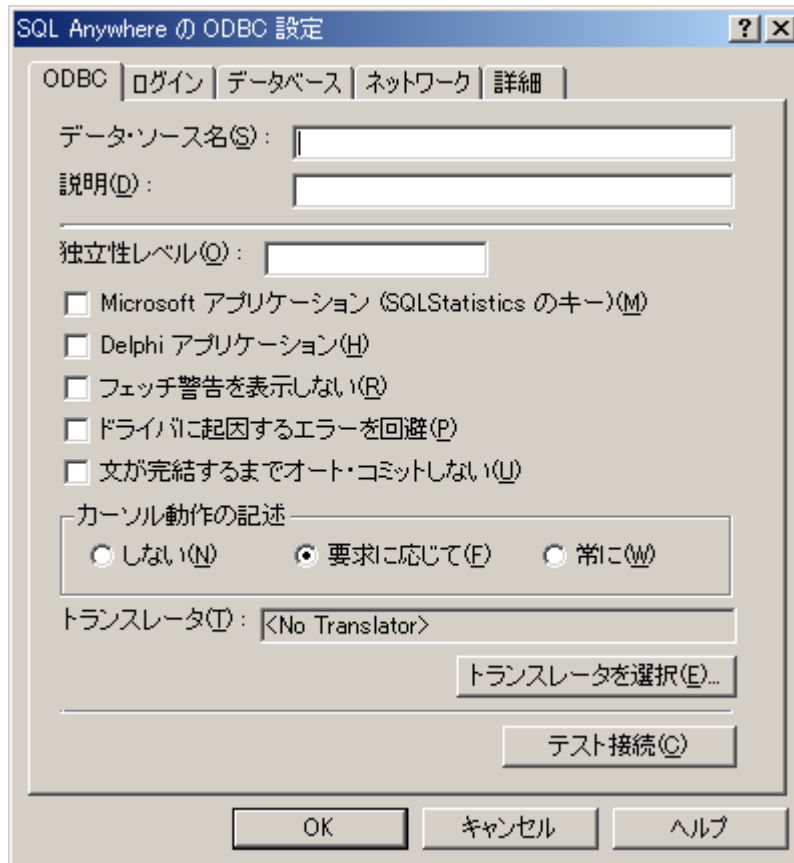 SQL Anywhere の ODBC 設定
ODBC ログイン データベース ネットワーク 詳細
データ・ソース名(S) :
説明(D) :
独立性レベル(O) :
Microsoft アプリケーション (SQLStatistics のキー)(M)
Delphi アプリケーション(H)
フェッチ警告を表示しない(R)
ドライバに起因するエラーを回避(P)
文が完結するまでオート・コミットしない(U)
カーソル動作の記述
しない(N) 要求に応じて(F) 常に(W)
トランスレータ(T) : <No Translator>
トランスレータを選択(E)...
テスト接続(C)
OK キャンセル ヘルプ